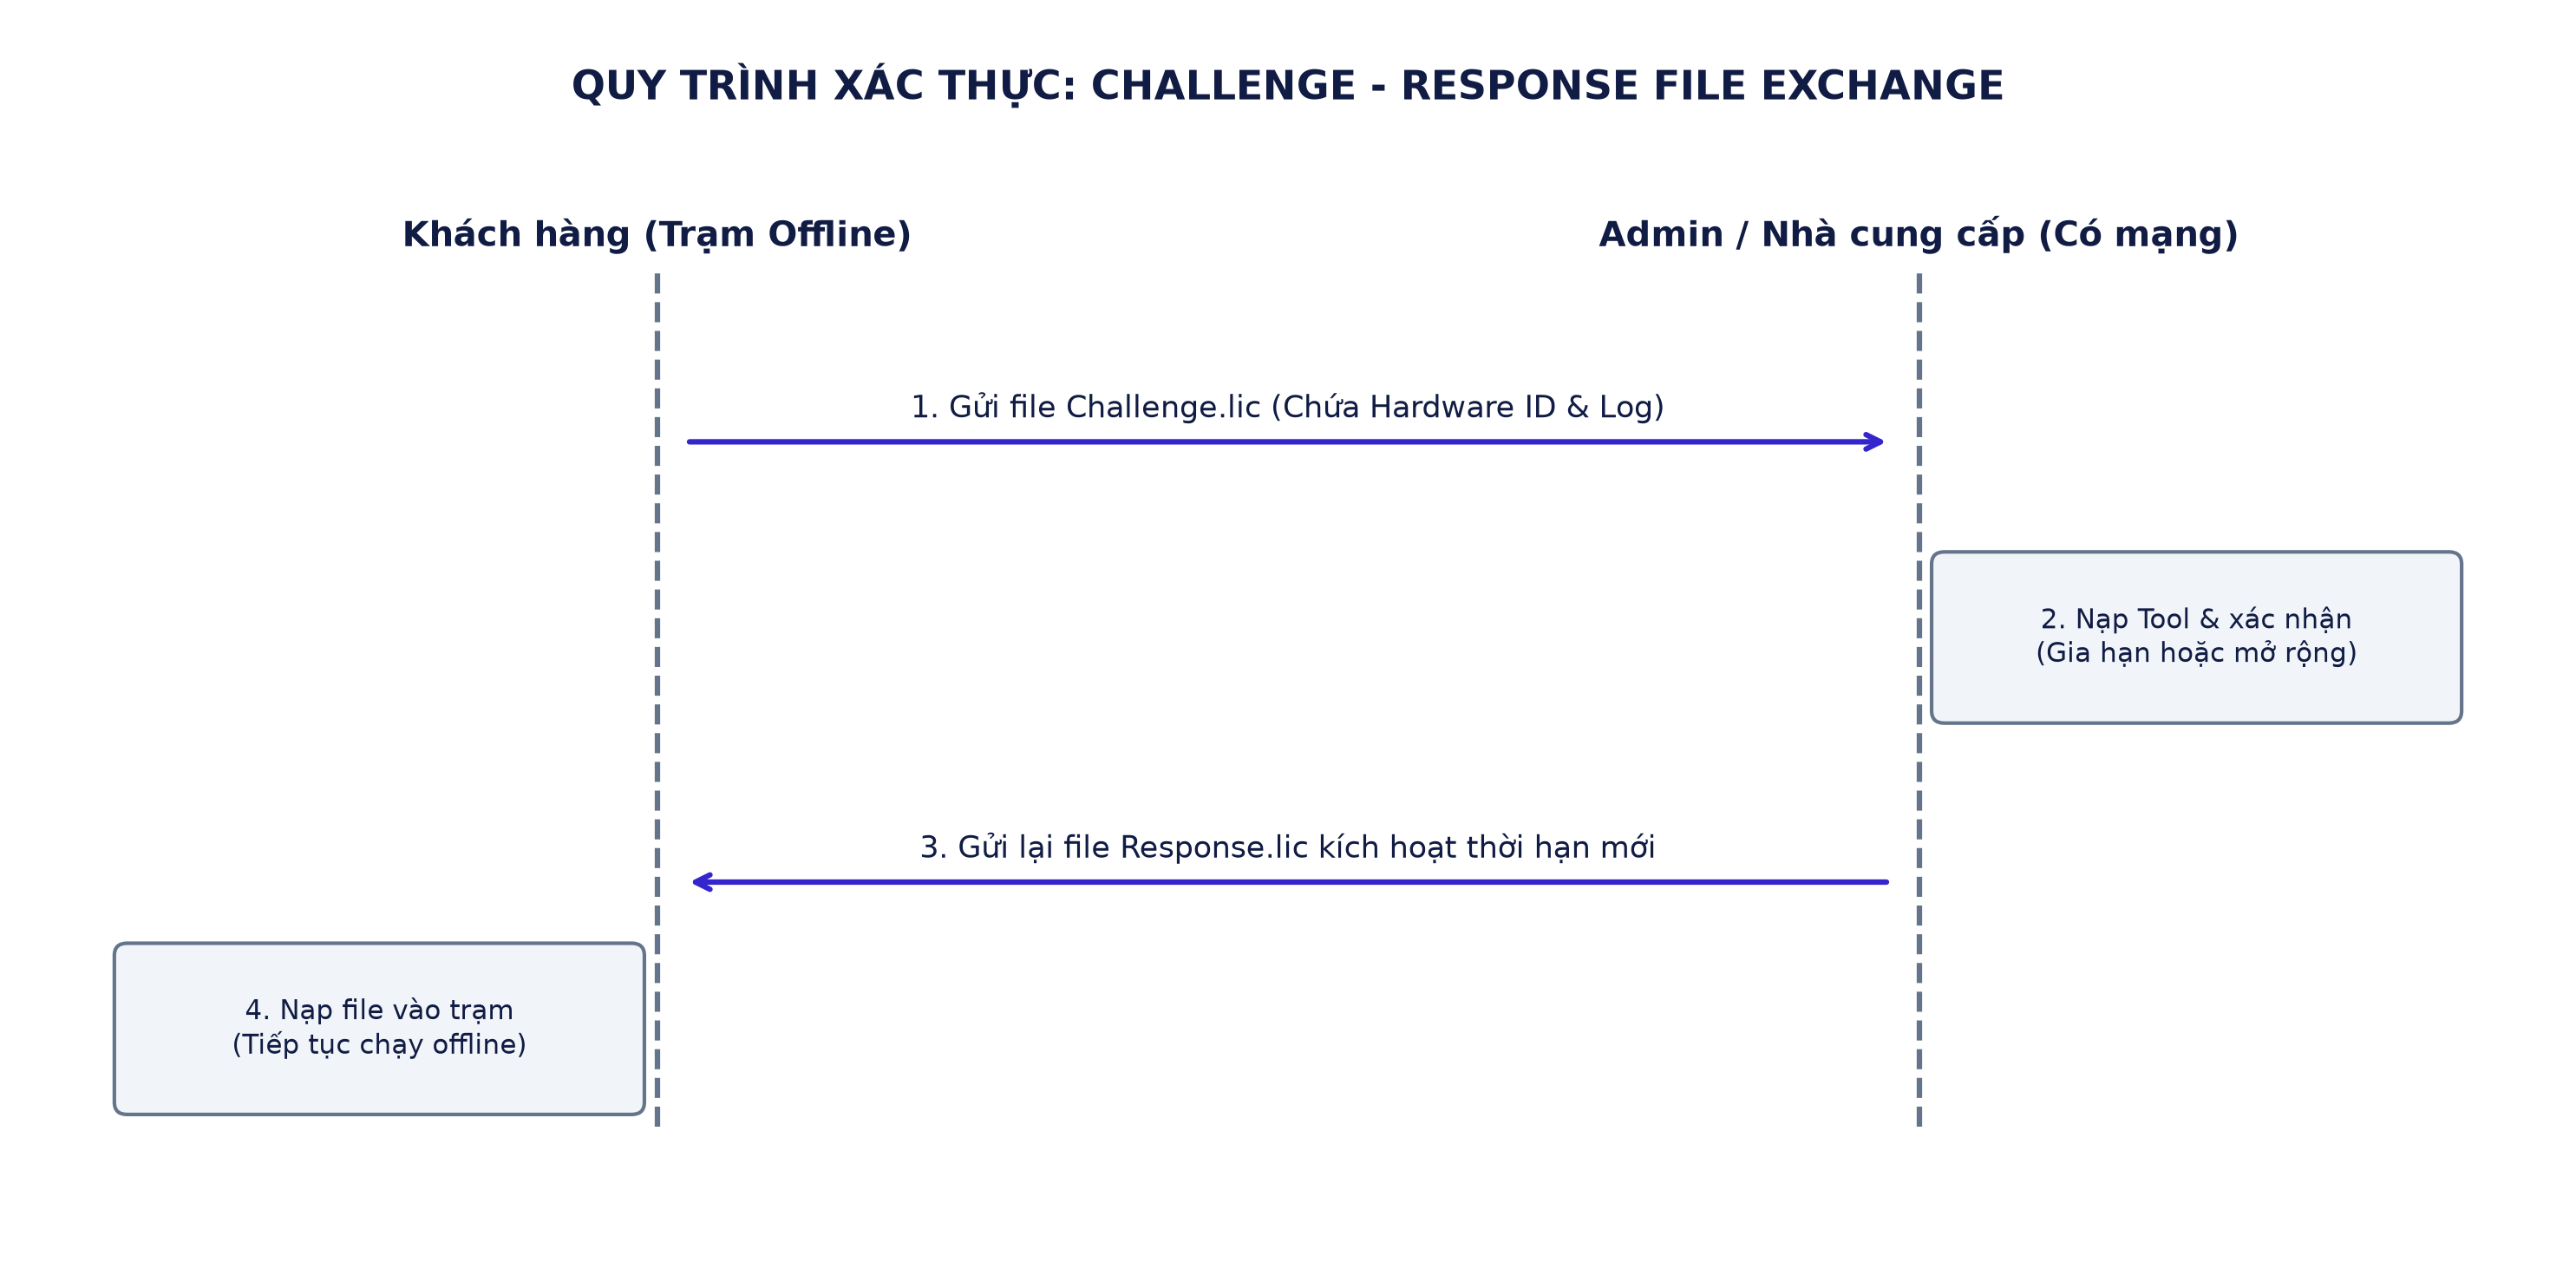 QUY TRÌNH XÁC THỰC: CHALLENGE - RESPONSE FILE EXCHANGE
Khách hàng (Trạm Offline)
Admin / Nhà cung cấp (Có mạng)
1. Gửi file Challenge.lic (Chứa Hardware ID & Log)
2. Nạp Tool & xác nhận
(Gia hạn hoặc mở rộng)
3. Gửi lại file Response.lic kích hoạt thời hạn mới
4. Nạp file vào trạm
(Tiếp tục chạy offline)